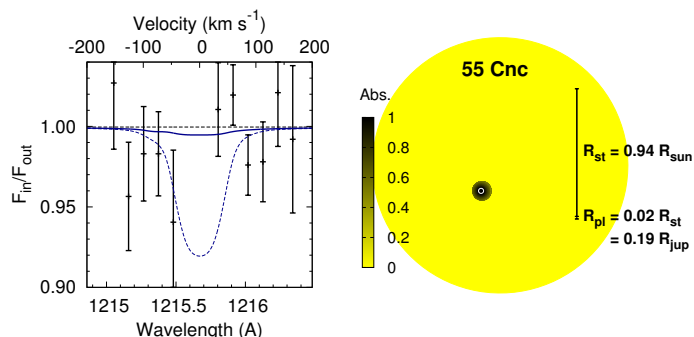 Velocity (km s-1)
-200 -100 0 100 200
1.00
0.95
0.90
Fin/Fout
1215 1215.5 1216
Wavelength (A)
55 Cnc
Abs.
1
0.8
0.6
0.4
0.2
0
Rst = 0.94 Rsun
Rpl = 0.02 Rst
= 0.19 Rjup